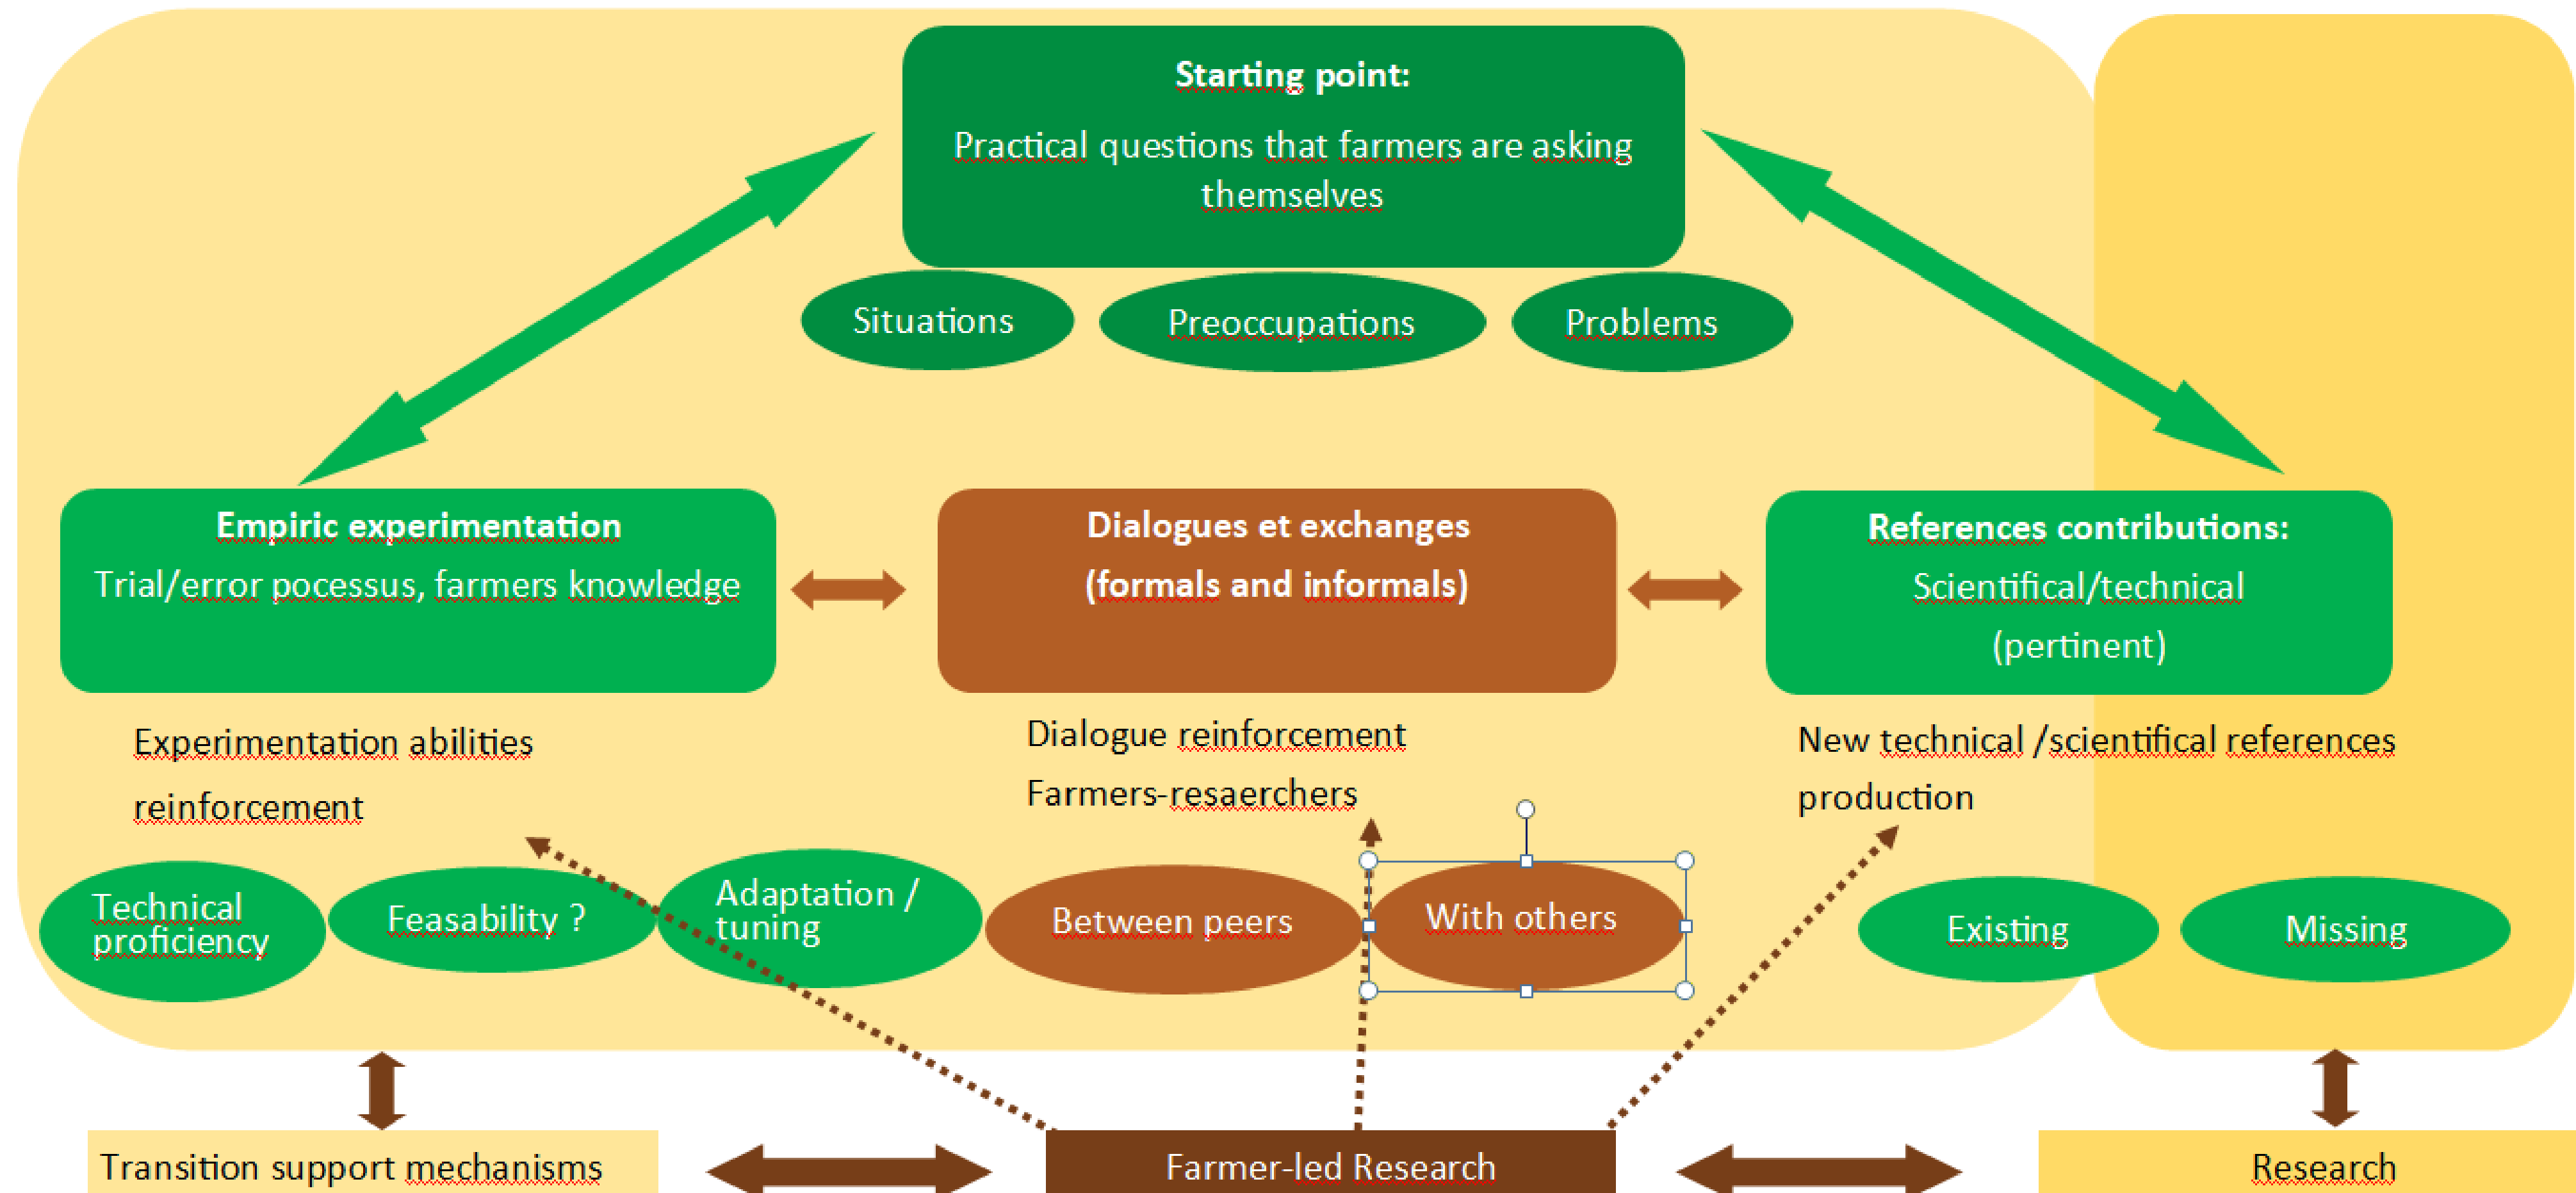 Starting point:
Practical questions that farmers are asking
themselves
Situations
Preoccupations
Problems
Empiric experimentation
Trial/error pocessus, farmers knowledge
Dialogues et exchanges
(formals and informals)
References contributions:
Scientifical/technical
(pertinent)
Experimentation abilities
reinforcement
Dialogue reinforcement
Farmers-resaerchers
New technical /scientifical references
production
Technical
proficiency
Feasability ?
Adaptation /
tuning
Between peers
With others
Existing
Missing
Transition support mechanisms
Farmer-led Research
Research